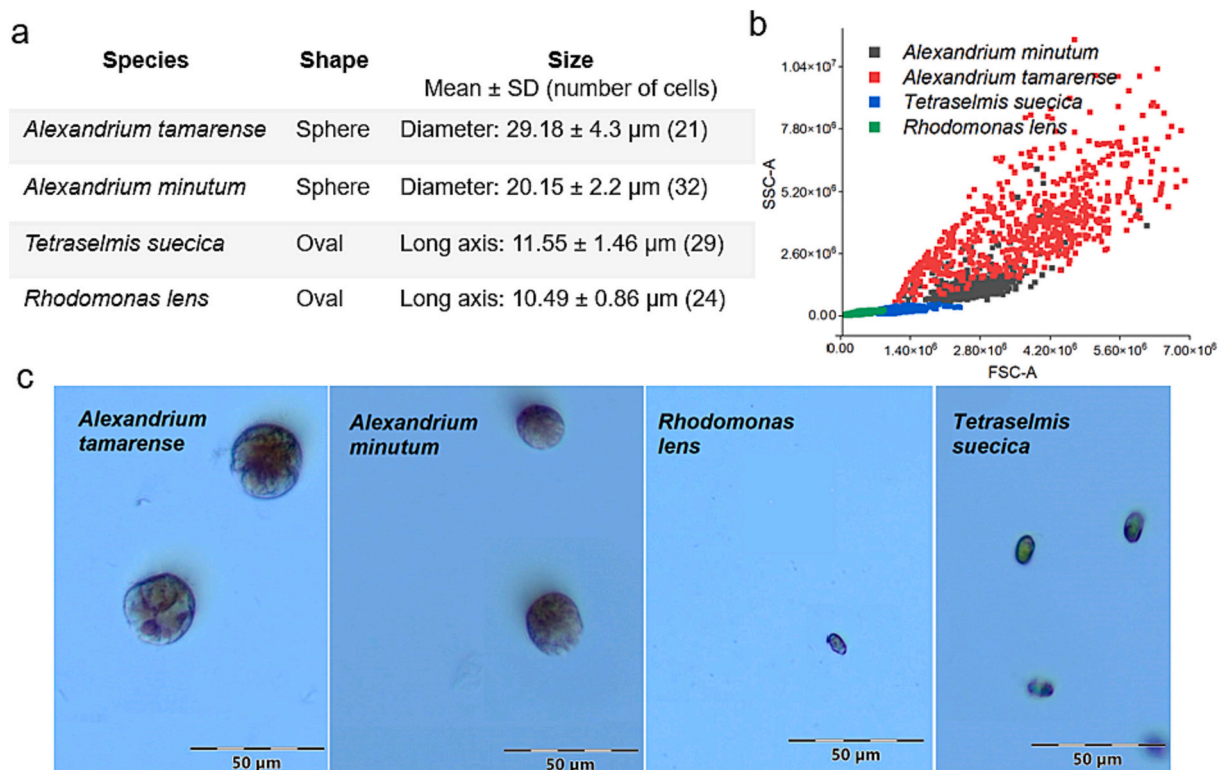 a
Species Shape Size
Mean ± SD (number of cells)
Alexandrium tamarense Sphere Diameter: 29.18 ± 4.3 µm (21)
Alexandrium minutum Sphere Diameter: 20.15 ± 2.2 µm (32)
Tetraselmis suecica Oval Long axis: 11.55 ± 1.46 µm (29)
Rhodomonas lens Oval Long axis: 10.49 ± 0.86 µm (24)
b
Alexandrium minutum
Alexandrium tamarense
Tetraselmis suecica
Rhodomonas lens
SSC-A
1.04×10⁷
7.80×10⁶
5.20×10⁶
2.60×10⁶
0.00
0.00 1.40×10⁶ 2.80×10⁶ 4.20×10⁶ 5.60×10⁶ 7.00×10⁶
FSC-A
c
Alexandrium
tamarense
50 µm
Alexandrium
minutum
50 µm
Rhodomonas
lens
50 µm
Tetraselmis
suecica
50 µm